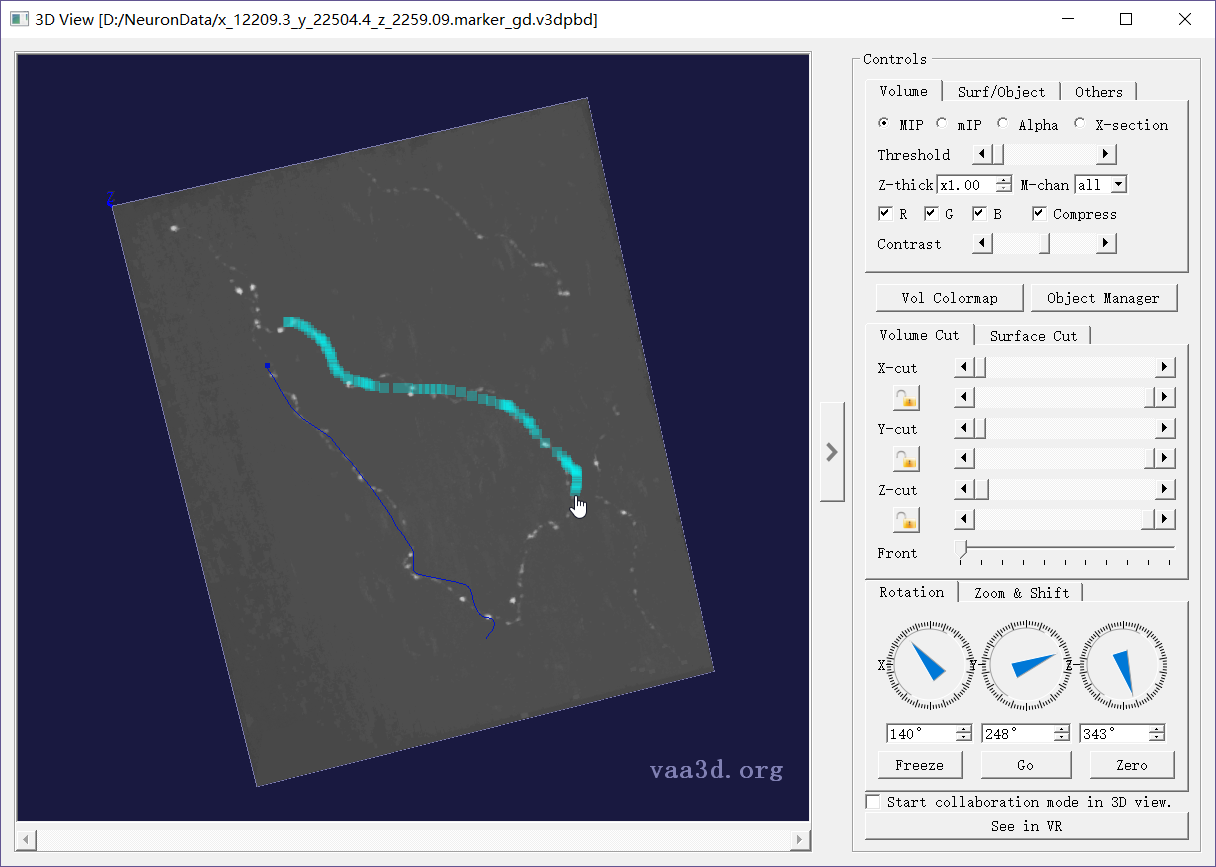 3D View [D:/NeuronData/x_12209.3_y_22504.4_z_2259.09.marker_gd.v3dpbd]
Z
vaa3d.org
Controls
Volume Surf/Object Others
MIP mIP Alpha X-section
Threshold
Z-thick x1.00 M-chan all
R G B Compress
Contrast
Vol Colormap Object Manager
Volume Cut Surface Cut
X-cut
Y-cut
Z-cut
Front
Rotation Zoom & Shift
X Y Z
140° 248° 343°
Freeze Go Zero
Start collaboration mode in 3D view.
See in VR